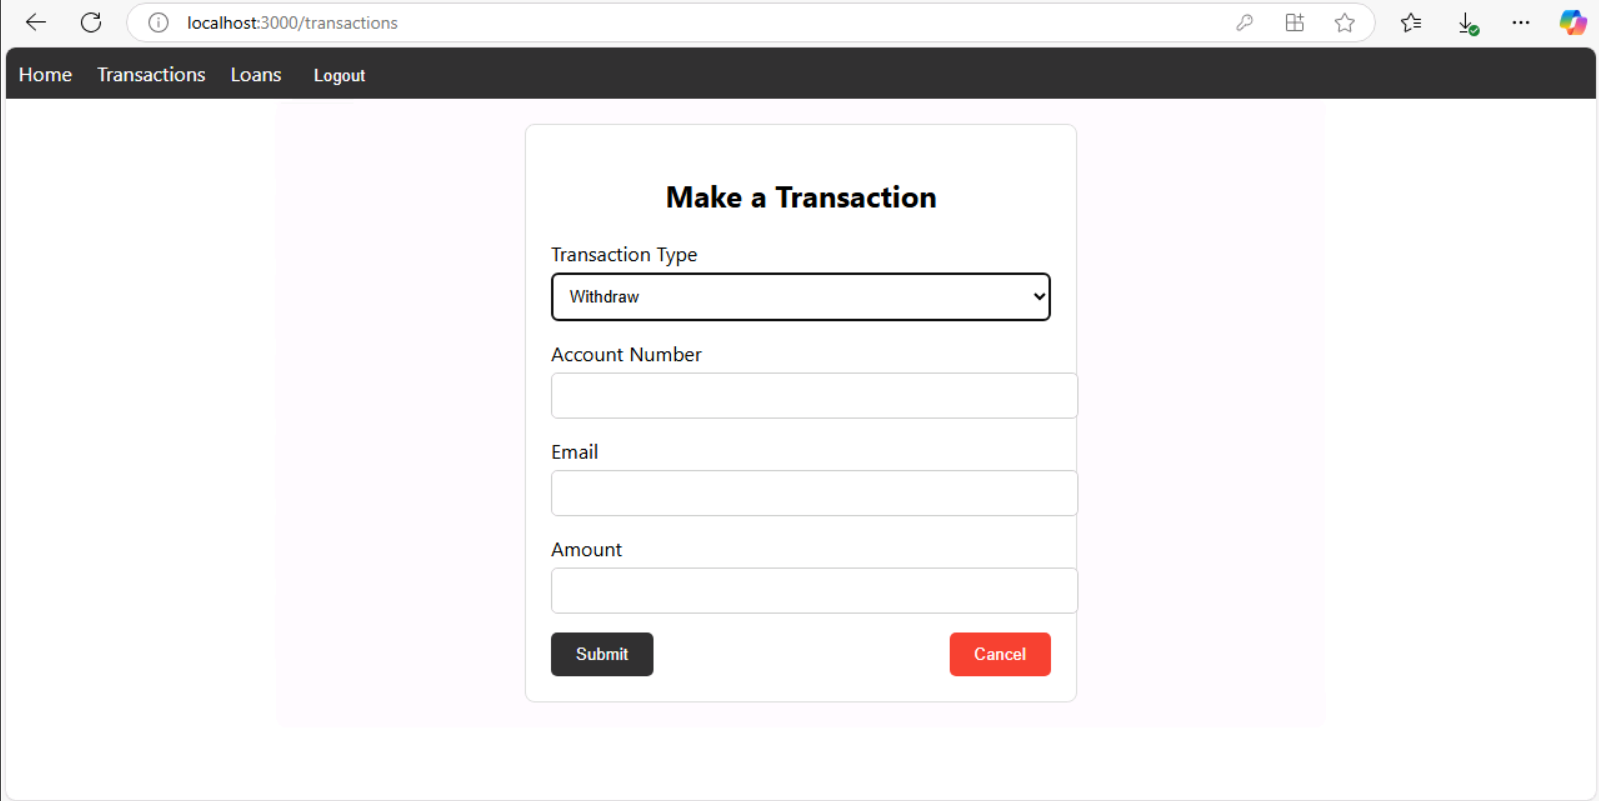 localhost:3000/transactions
Home Transactions Loans Logout
Make a Transaction
Transaction Type
Withdraw
Account Number
Email
Amount
Submit Cancel